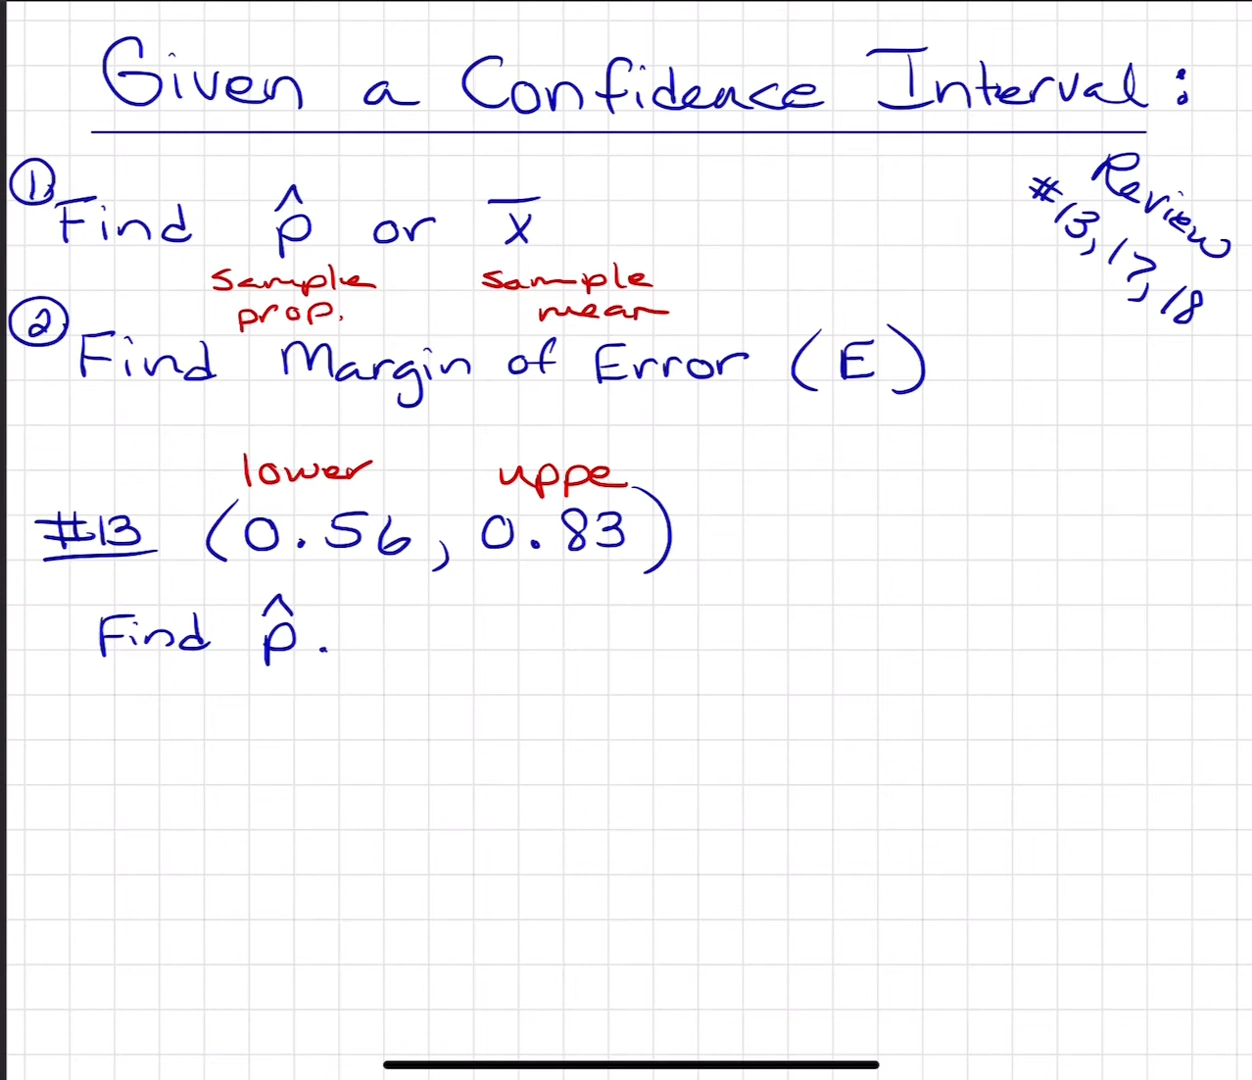 Given a Confidence Interval:
Review
#13, 17, 18
① Find p̂ or x̅
sample prop. sample mean
② Find Margin of Error (E)
lower uppe
#13 (0.56, 0.83)
Find p̂.